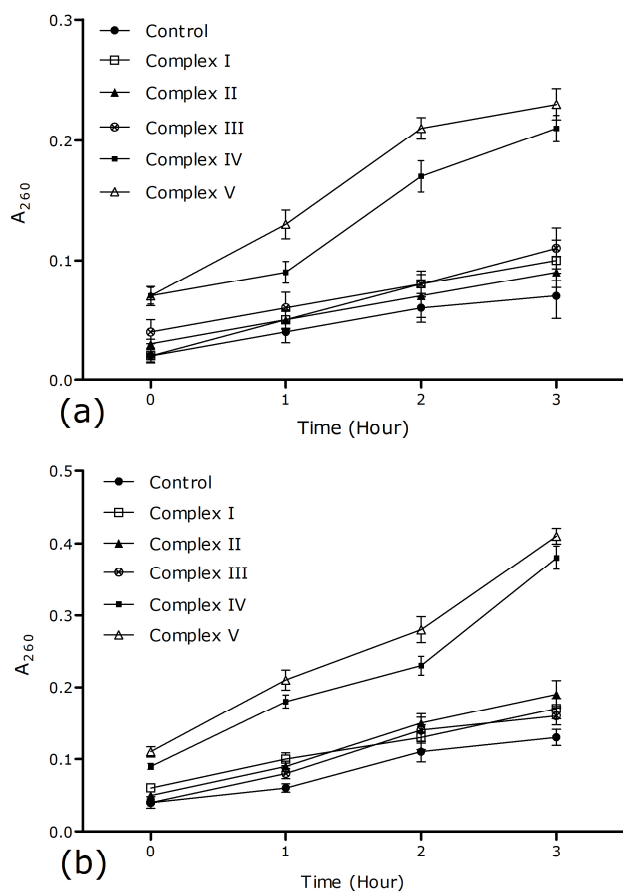 0.3
Control
Complex I
Complex II
0.2
Complex III
Complex IV
Complex V
A260
0.1
0.0
0 1 2 3
(a)
Time (Hour)
0.5
Control
Complex I
0.4
Complex II
Complex III
0.3
Complex IV
Complex V
A260
0.2
0.1
0.0
0 1 2 3
(b)
Time (Hour)